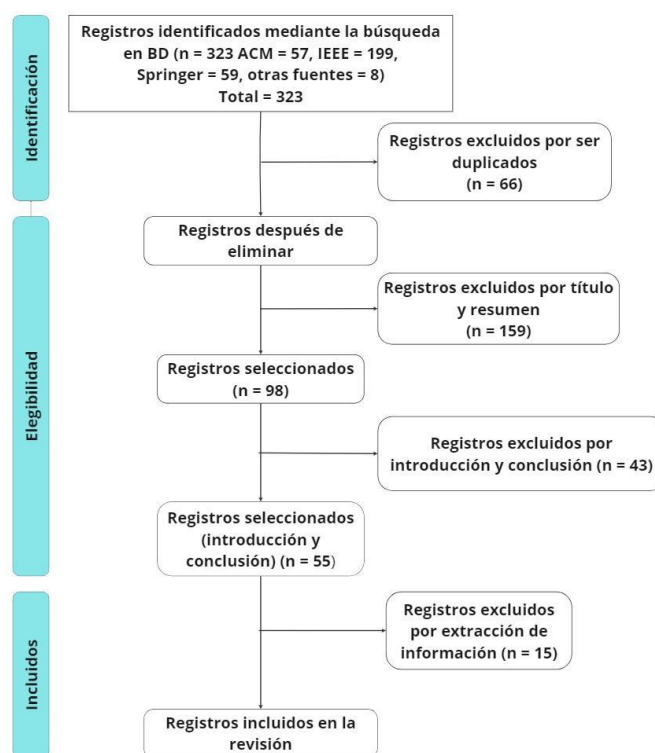 Identificación
Registros identificados mediante la búsqueda
en BD (n = 323 ACM = 57, IEEE = 199,
Springer = 59, otras fuentes = 8)
Total = 323
Registros excluidos por ser
duplicados
(n = 66)
Elegibilidad
Registros después de
eliminar
Registros excluidos por título
y resumen
(n = 159)
Registros seleccionados
(n = 98)
Registros excluidos por
introducción y conclusión (n = 43)
Registros seleccionados
(introducción y
conclusión) (n = 55)
Incluidos
Registros excluidos
por extracción de
información (n = 15)
Registros incluidos en la
revisión